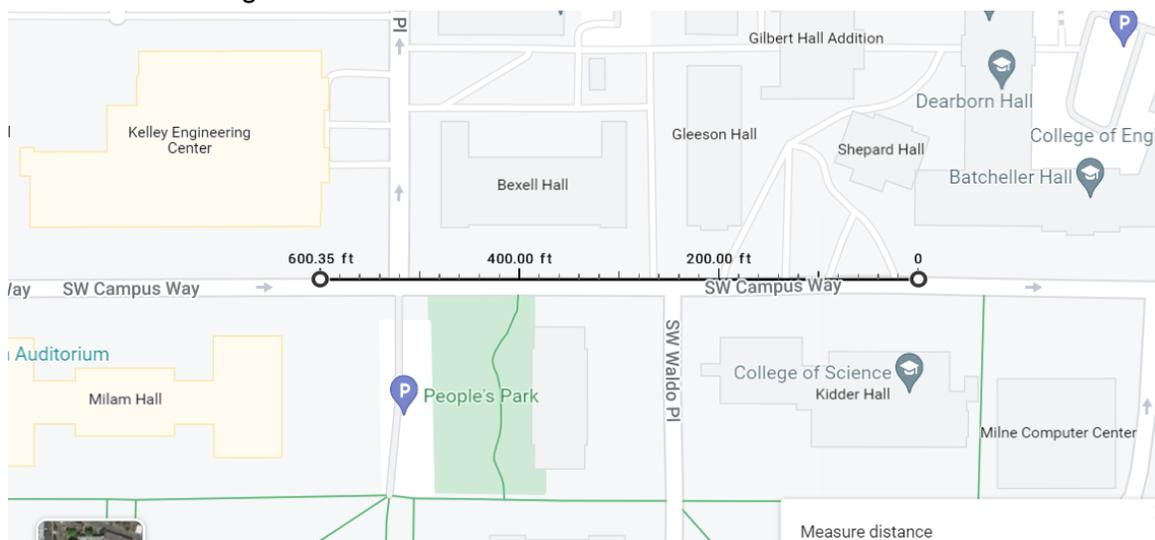 Pl
Gilbert Hall Addition
P
Dearborn Hall
Kelley Engineering
Center
Gleeson Hall
College of Eng
Shepard Hall
Bexell Hall
Batcheller Hall
600.35 ft
400.00 ft
200.00 ft
0
Way
SW Campus Way
SW Campus Way
Auditorium
SW Waldo Pl
College of Science
Kidder Hall
P
People's Park
Milam Hall
Milne Computer Center
Measure distance